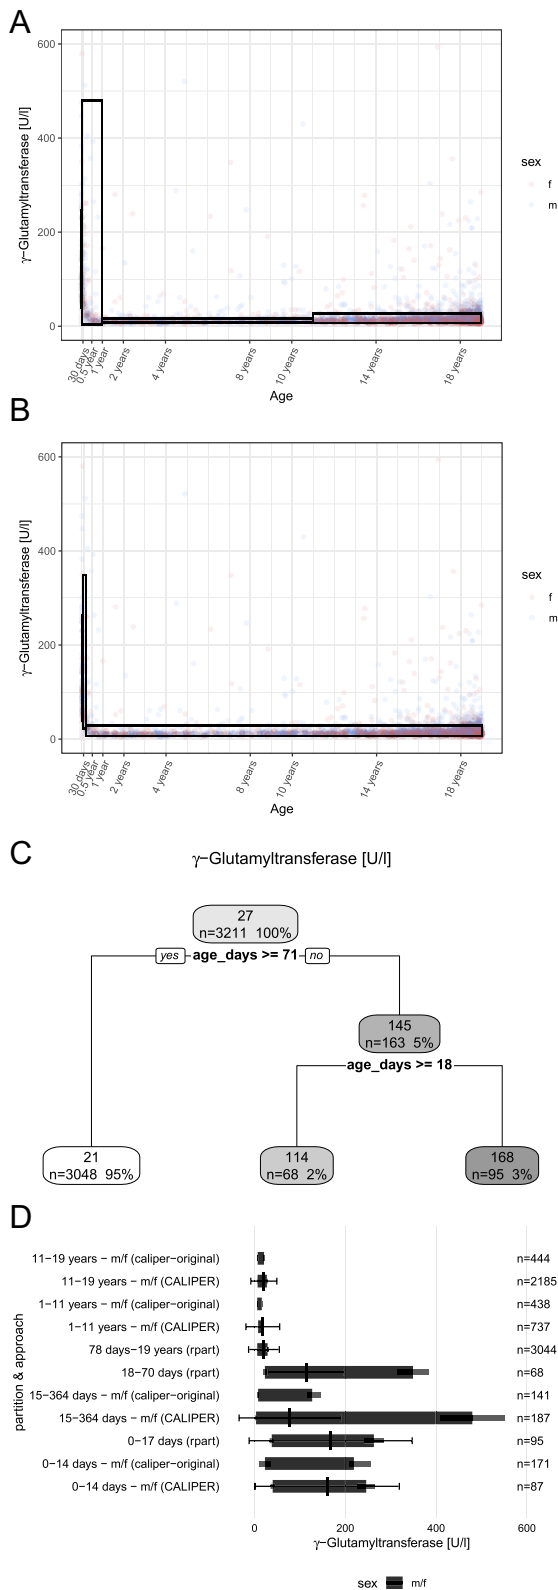 A
600
400
200
0
γ−Glutamyltransferase [U/l]
30 days
0.5 year
1 year
2 years
4 years
8 years
10 years
14 years
18 years
Age
sex
f
m
B
600
400
200
0
γ−Glutamyltransferase [U/l]
30 days
0.5 year
1 year
2 years
4 years
8 years
10 years
14 years
18 years
Age
sex
f
m
C
γ−Glutamyltransferase [U/l]
27
n=3211 100%
yes age_days >= 71 no
145
n=163 5%
age_days >= 18
21
n=3048 95%
114
n=68 2%
168
n=95 3%
D
partition & approach
11−19 years − m/f (caliper−original) n=444
11−19 years − m/f (CALIPER) n=2185
1−11 years − m/f (caliper−original) n=438
1−11 years − m/f (CALIPER) n=737
78 days−19 years (rpart) n=3044
18−70 days (rpart) n=68
15−364 days − m/f (caliper−original) n=141
15−364 days − m/f (CALIPER) n=187
0−17 days (rpart) n=95
0−14 days − m/f (caliper−original) n=171
0−14 days − m/f (CALIPER) n=87
0 200 400 600
γ−Glutamyltransferase [U/l]
sex m/f